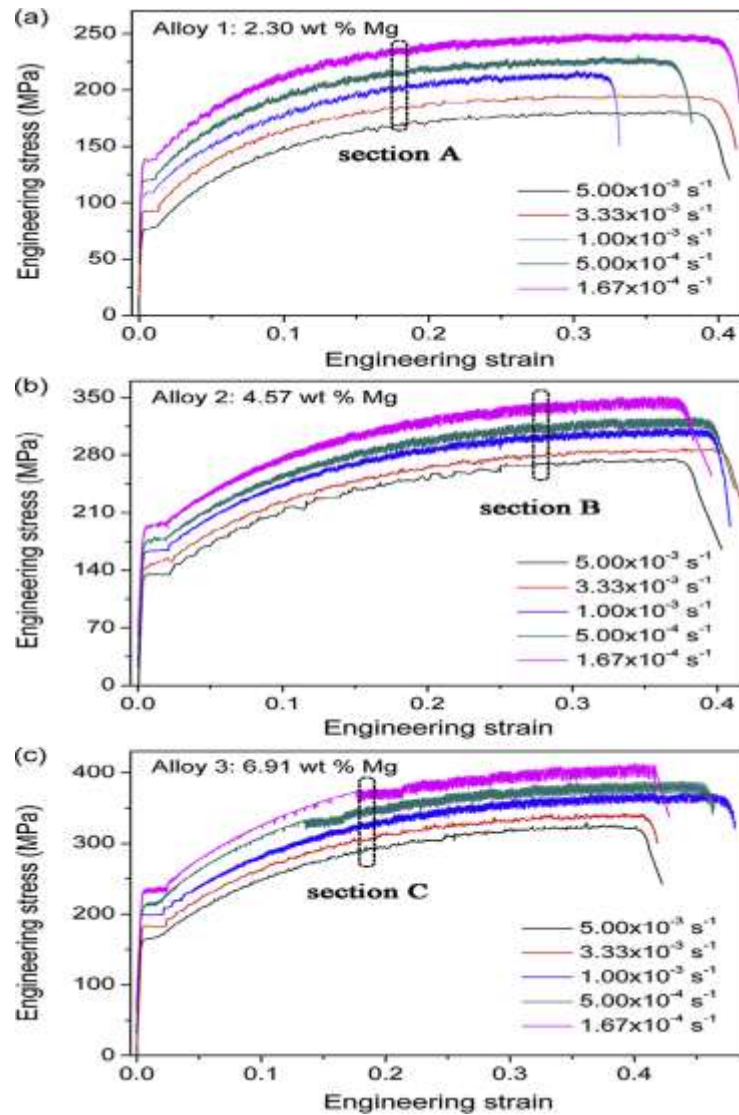 (a)
Alloy 1: 2.30 wt % Mg
250
200
150
100
50
0
Engineering stress (MPa)
section A
5.00x10⁻³ s⁻¹
3.33x10⁻³ s⁻¹
1.00x10⁻³ s⁻¹
5.00x10⁻⁴ s⁻¹
1.67x10⁻⁴ s⁻¹
0.0 0.1 0.2 0.3 0.4
Engineering strain
(b)
Alloy 2: 4.57 wt % Mg
350
280
210
140
70
0
Engineering stress (MPa)
section B
5.00x10⁻³ s⁻¹
3.33x10⁻³ s⁻¹
1.00x10⁻³ s⁻¹
5.00x10⁻⁴ s⁻¹
1.67x10⁻⁴ s⁻¹
0.0 0.1 0.2 0.3 0.4
Engineering strain
(c)
Alloy 3: 6.91 wt % Mg
400
300
200
100
0
Engineering stress (MPa)
section C
5.00x10⁻³ s⁻¹
3.33x10⁻³ s⁻¹
1.00x10⁻³ s⁻¹
5.00x10⁻⁴ s⁻¹
1.67x10⁻⁴ s⁻¹
0.0 0.1 0.2 0.3 0.4
Engineering strain